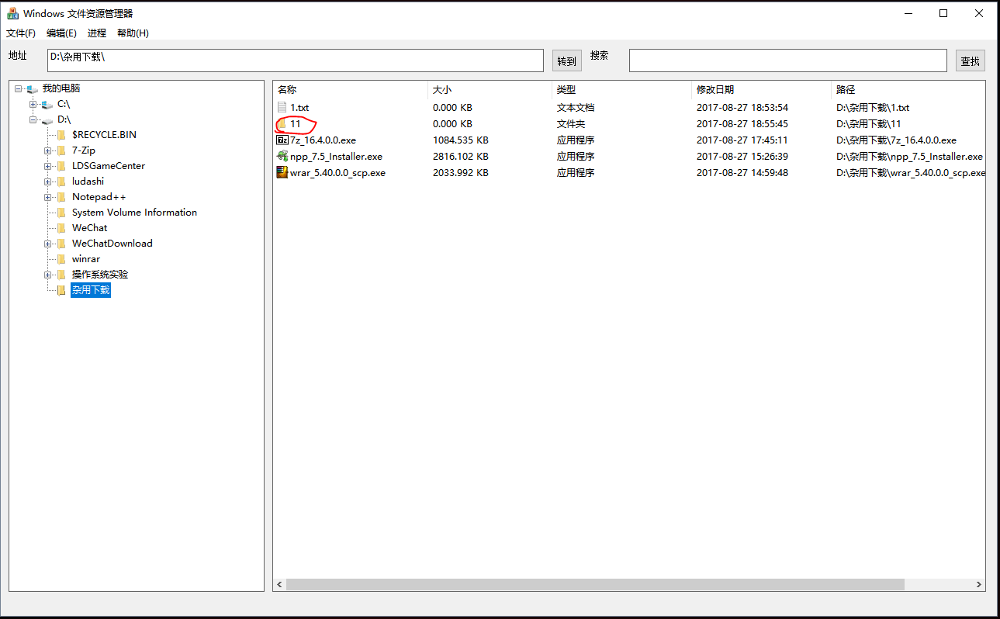 Windows 文件资源管理器
文件(F) 编辑(E) 进程 帮助(H)
地址 D:\杂用下载\ 转到 搜索 查找
我的电脑
C:\
D:\
$RECYCLE.BIN
7-Zip
LDSGameCenter
ludashi
Notepad++
System Volume Information
WeChat
WeChatDownload
winrar
操作系统实验
杂用下载
名称 大小 类型 修改日期 路径
1.txt 0.000 KB 文本文档 2017-08-27 18:53:54 D:\杂用下载\1.txt
11 0.000 KB 文件夹 2017-08-27 18:55:45 D:\杂用下载\11
7z_16.4.0.0.exe 1084.535 KB 应用程序 2017-08-27 17:45:11 D:\杂用下载\7z_16.4.0.0.exe
npp_7.5_Installer.exe 2816.102 KB 应用程序 2017-08-27 15:26:39 D:\杂用下载\npp_7.5_Installer.exe
wrar_5.40.0.0_scp.exe 2033.992 KB 应用程序 2017-08-27 14:59:48 D:\杂用下载\wrar_5.40.0.0_scp.exe